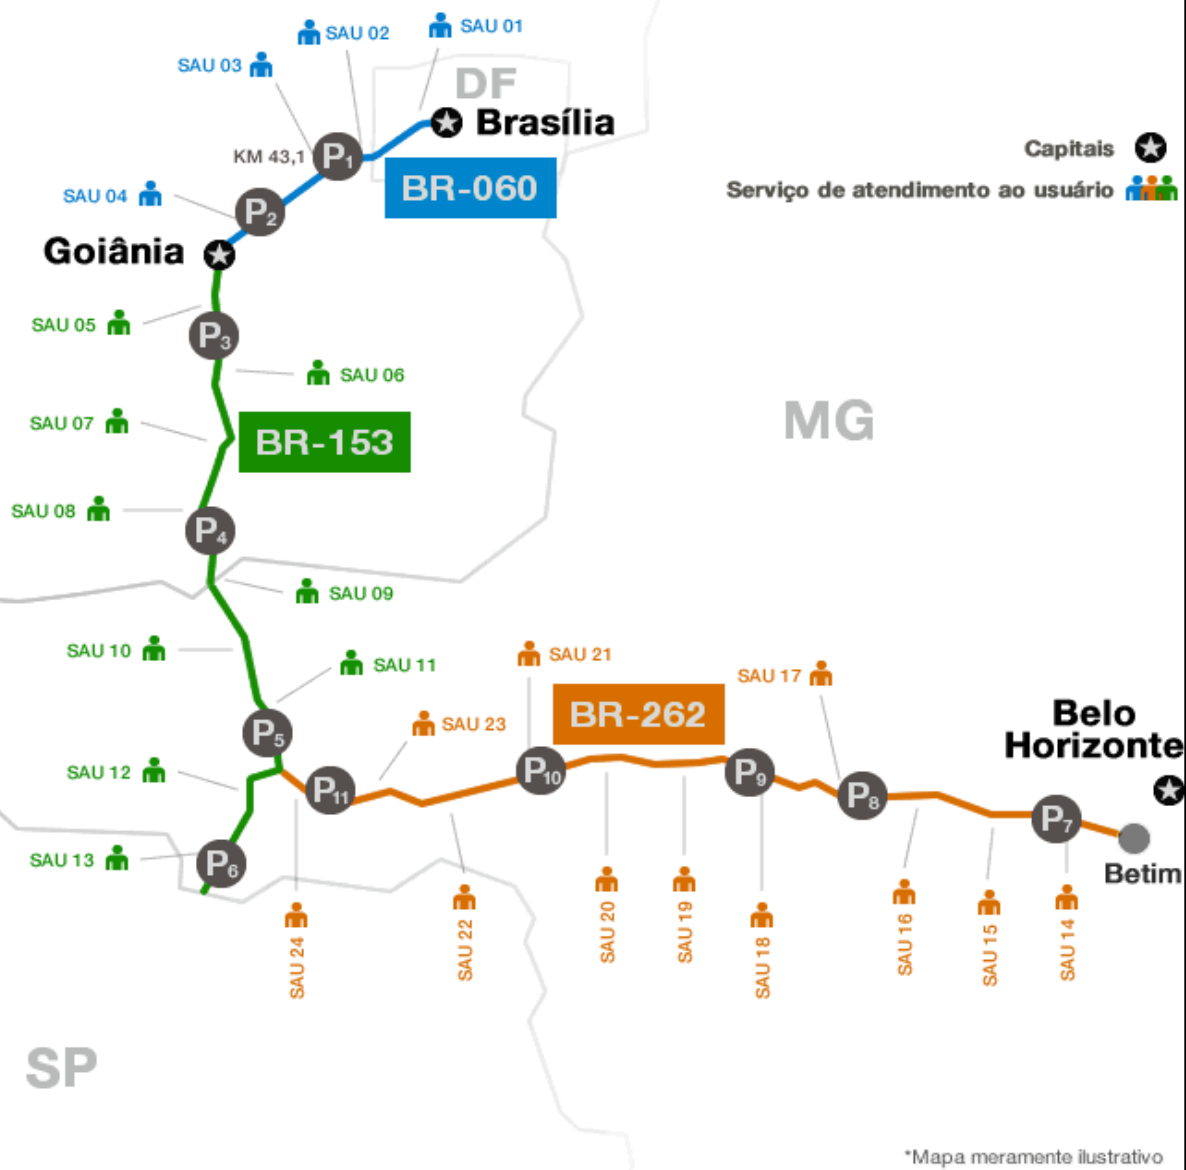 SAU 01
SAU 02
SAU 03
DF
Brasília
KM 43,1
P1
BR-060
Capitais
Serviço de atendimento ao usuário
SAU 04
P2
Goiânia
SAU 05
P3
SAU 06
MG
SAU 07
BR-153
SAU 08
P4
SAU 09
SAU 10
SAU 11
SAU 21
SAU 17
BR-262
Belo
Horizonte
SAU 23
P5
SAU 12
P11
P10
P9
P8
P7
Betim
SAU 13
P6
SAU 24
SAU 22
SAU 20
SAU 19
SAU 18
SAU 16
SAU 15
SAU 14
SP
*Mapa meramente ilustrativo